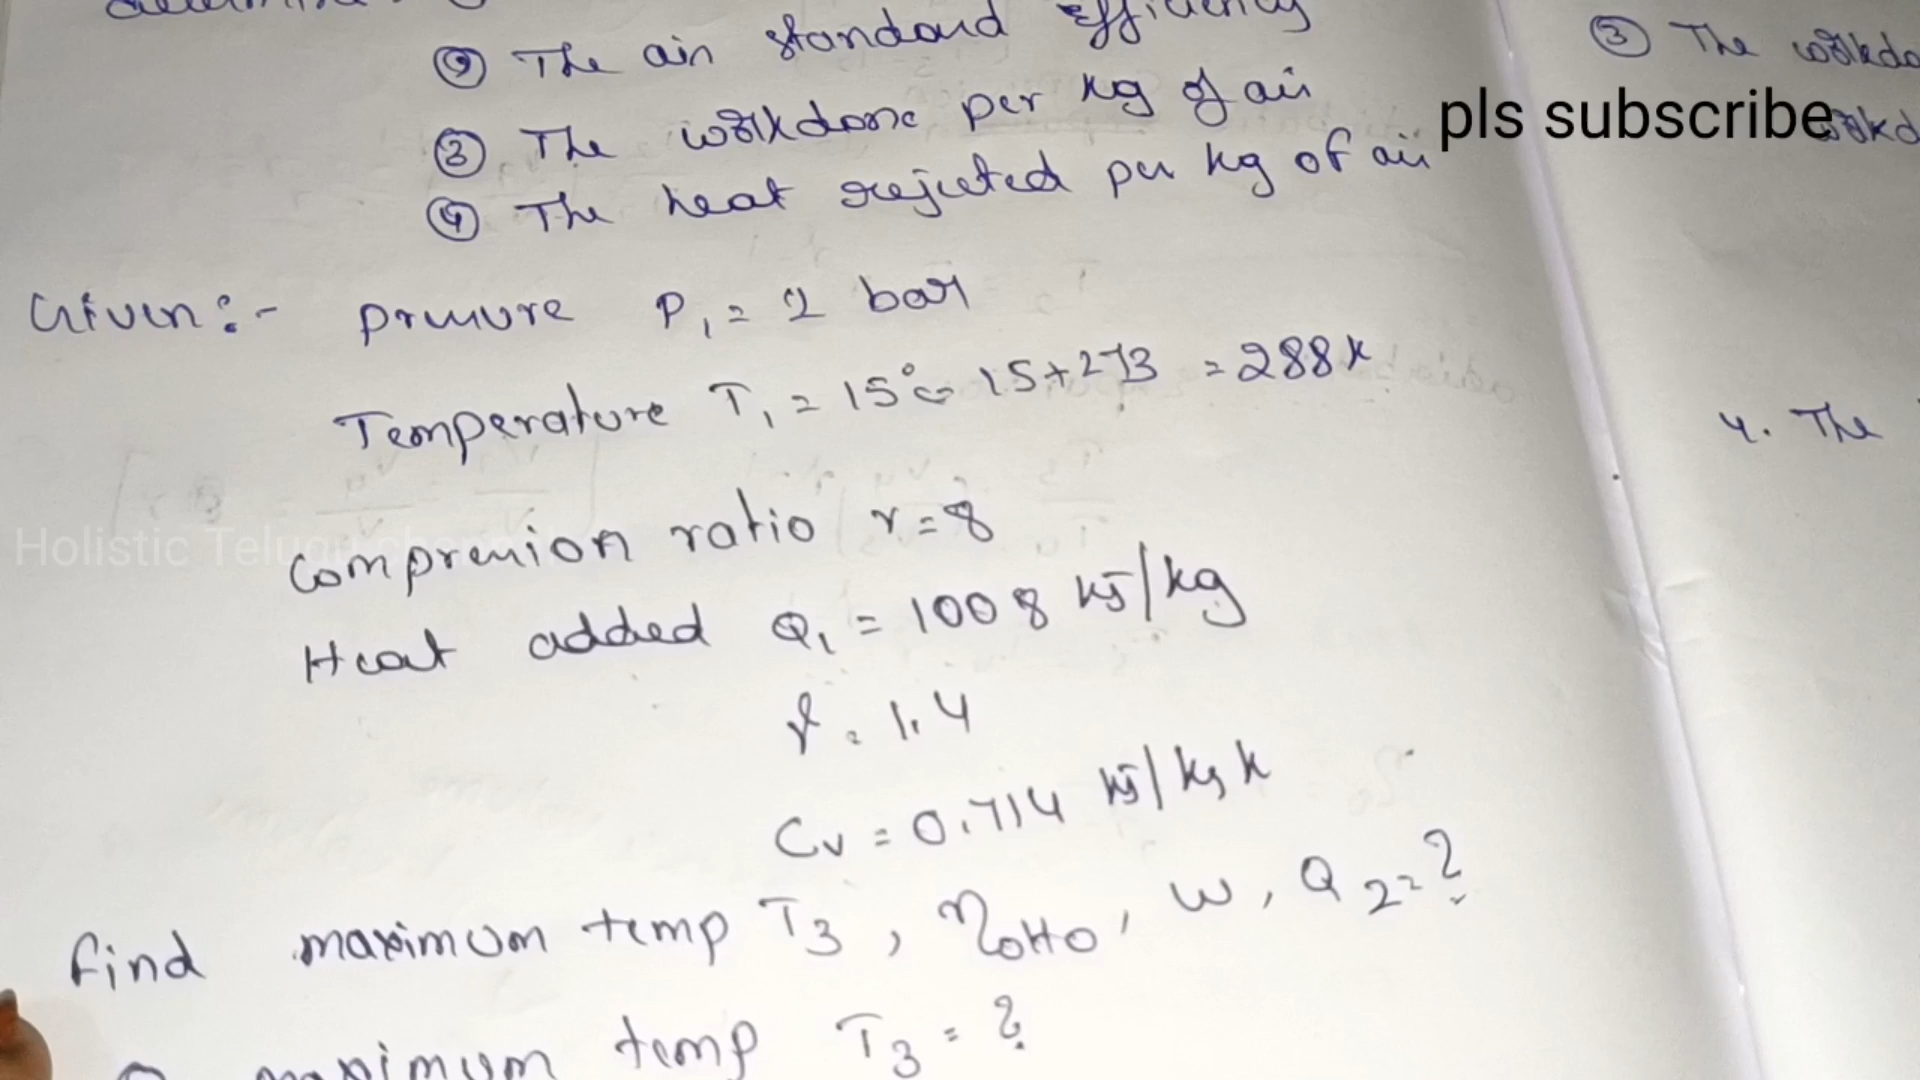 ② The air standard Efficiency
③ The workdone per kg of air
④ The heat rejected per kg of air
③ The
pls subscribe
Given:- pressure P₁ = 1 bar
Temperature T₁ = 15°C = 15+273 = 288K
4. The
Holistic Telugu
compression ratio r = 8
Heat added Q₁ = 1008 kJ/kg
γ = 1.4
Cv = 0.714 kJ/kg K
find maximum temp T₃, ηotto, W, Q₂ = ?
maximum temp T₃ = ?